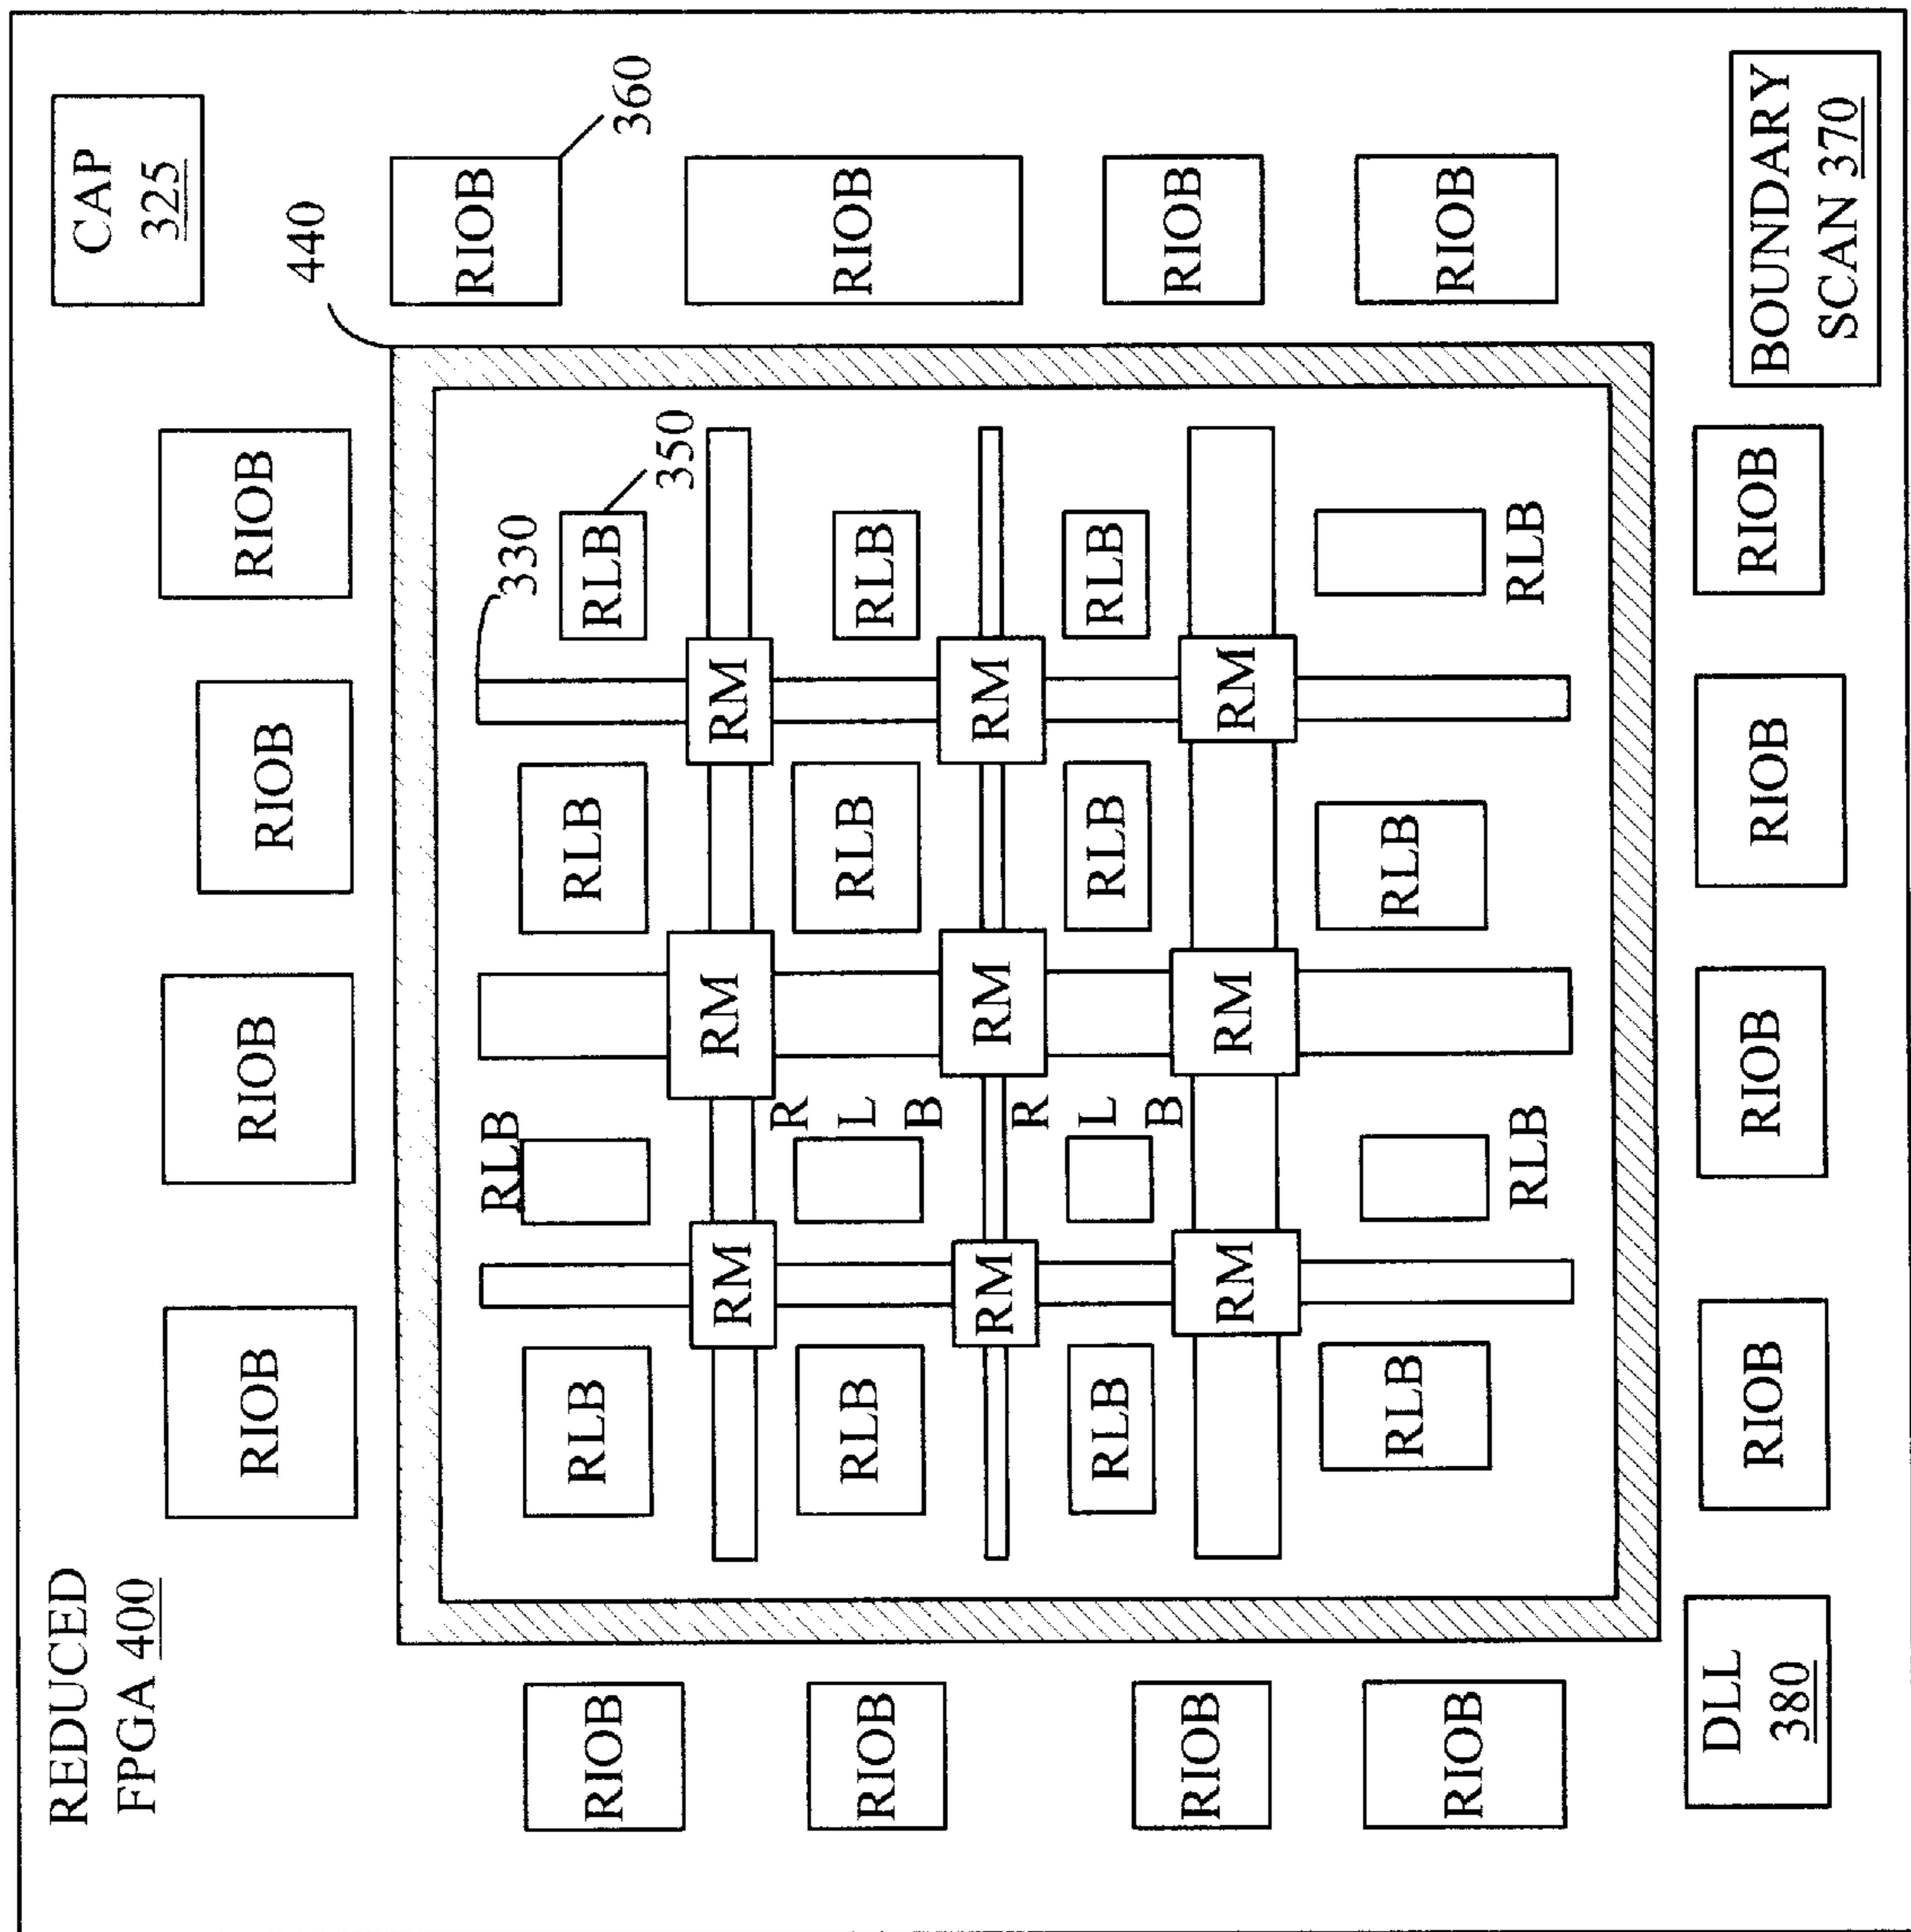 REDUCED
FPGA 400
CAP
325
RIOB
RIOB
RIOB
RIOB
440
360
RIOB
RIOB
330
350
RLB
RLB
RLB
RLB
RM
RM
RM
RIOB
RIOB
RLB
R
L
B
RLB
RLB
RM
RM
RM
RIOB
RIOB
RLB
R
L
B
RLB
RLB
RM
RM
RM
RIOB
RIOB
RLB
RLB
RLB
RLB
RIOB
RIOB
RIOB
RIOB
DLL
380
BOUNDARY
SCAN 370